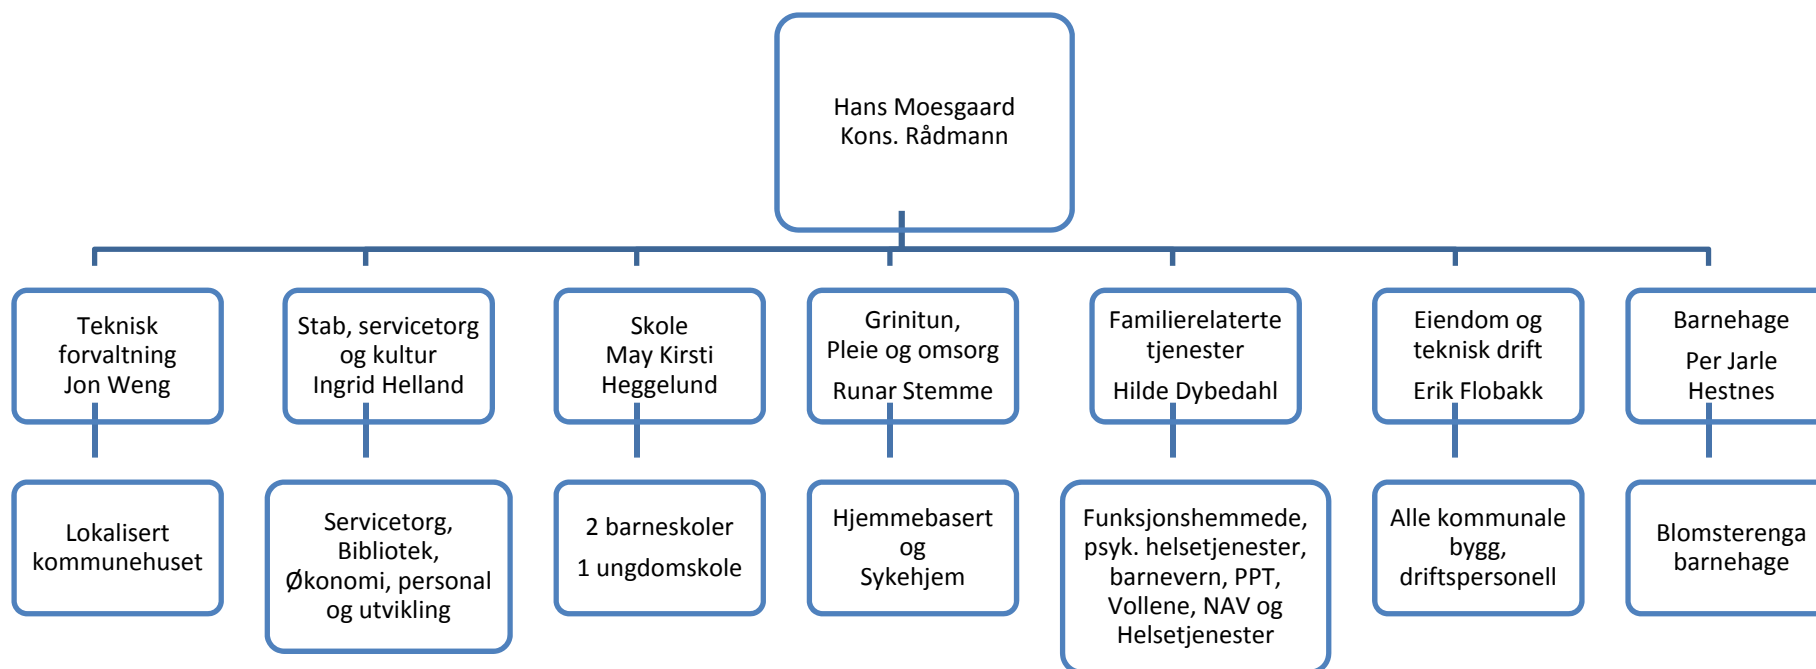 Hans Moesgaard
Kons. Rådmann
Teknisk
forvaltning
Jon Weng
Stab, servicetorg
og kultur
Ingrid Helland
Skole
May Kirsti
Heggelund
Grinitun,
Pleie og omsorg
Runar Stemme
Familierelaterte
tjenester
Hilde Dybedahl
Eiendom og
teknisk drift
Erik Flobakk
Barnehage
Per Jarle
Hestnes
Lokalisert
kommunehuset
Servicetorg,
Bibliotek,
Økonomi, personal
og utvikling
2 barneskoler
1 ungdomskole
Hjemmebasert
og
Sykehjem
Funksjonshemmede,
psyk. helsetjenester,
barnevern, PPT,
Vollene, NAV og
Helsetjenester
Alle kommunale
bygg,
driftspersonell
Blomsterenga
barnehage